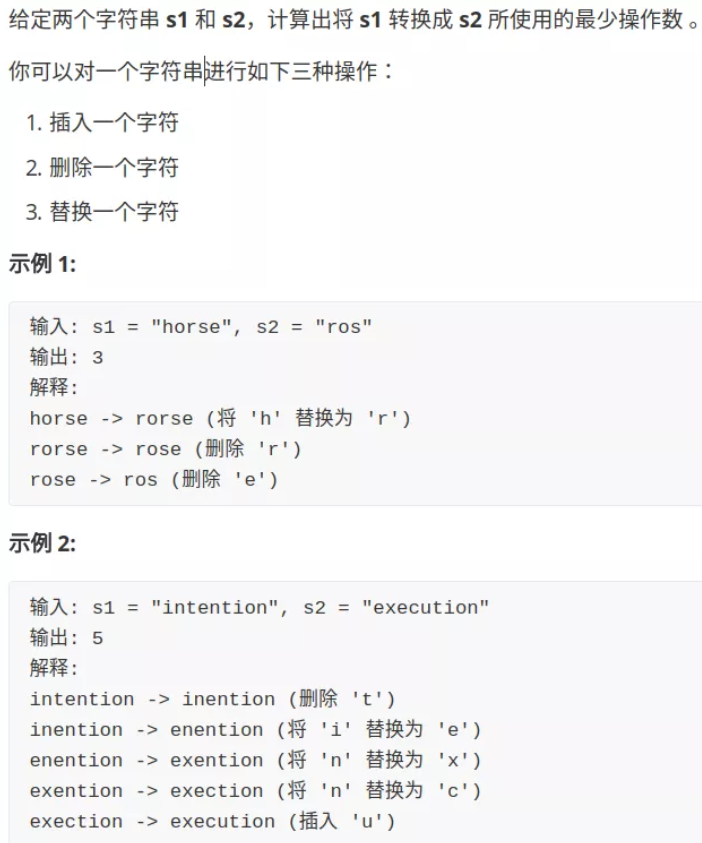 给定两个字符串 s1 和 s2，计算出将 s1 转换成 s2 所使用的最少操作数 。
你可以对一个字符串进行如下三种操作：
1. 插入一个字符
2. 删除一个字符
3. 替换一个字符
示例 1:
输入: s1 = "horse", s2 = "ros"
输出: 3
解释:
horse -> rorse (将 'h' 替换为 'r')
rorse -> rose (删除 'r')
rose -> ros (删除 'e')
示例 2:
输入: s1 = "intention", s2 = "execution"
输出: 5
解释:
intention -> inention (删除 't')
inention -> enention (将 'i' 替换为 'e')
enention -> exention (将 'n' 替换为 'x')
exention -> exection (将 'n' 替换为 'c')
exection -> execution (插入 'u')